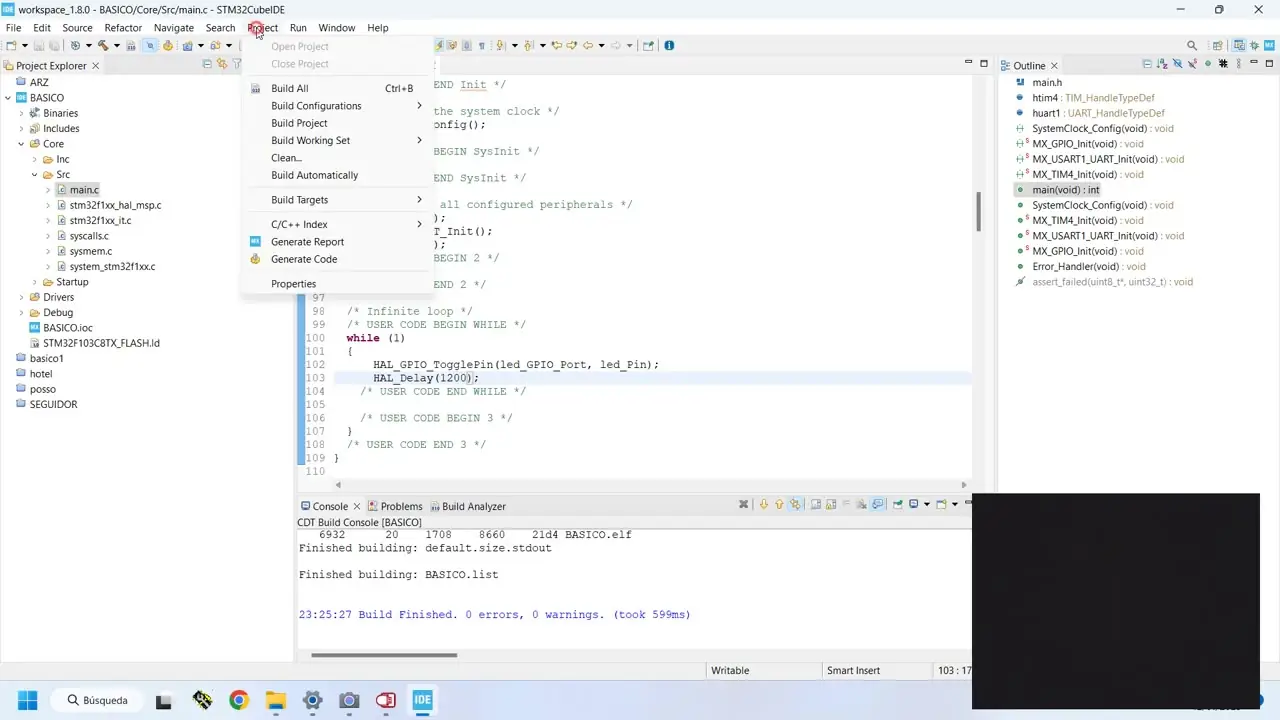 workspace_1.8.0 - BASICO/Core/Src/main.c - STM32CubeIDE
File Edit Source Refactor Navigate Search Project Run Window Help
Project Explorer
ARZ
BASICO
Binaries
Includes
Core
Inc
Src
main.c
stm32f1xx_hal_msp.c
stm32f1xx_it.c
syscalls.c
sysmem.c
system_stm32f1xx.c
Startup
Drivers
Debug
BASICO.ioc
STM32F103C8TX_FLASH.ld
basico1
hotel
posso
SEGUIDOR
Open Project
Close Project
Build All Ctrl+B
Build Configurations
Build Project
Build Working Set
Clean...
Build Automatically
Build Targets
C/C++ Index
Generate Report
Generate Code
Properties
END Init */
the system clock */
onfig();
BEGIN SysInit */
END SysInit */
all configured peripherals */
);
T_Init();
);
BEGIN 2 */
END 2 */
97
98 /* Infinite loop */
99 /* USER CODE BEGIN WHILE */
100 while (1)
101 {
102 HAL_GPIO_TogglePin(led_GPIO_Port, led_Pin);
103 HAL_Delay(1200);
104 /* USER CODE END WHILE */
105
106 /* USER CODE BEGIN 3 */
107 }
108 /* USER CODE END 3 */
109 }
110
Outline
main.h
htim4 : TIM_HandleTypeDef
huart1 : UART_HandleTypeDef
SystemClock_Config(void) : void
MX_GPIO_Init(void) : void
MX_USART1_UART_Init(void) : void
MX_TIM4_Init(void) : void
main(void) : int
SystemClock_Config(void) : void
MX_TIM4_Init(void) : void
MX_USART1_UART_Init(void) : void
MX_GPIO_Init(void) : void
Error_Handler(void) : void
assert_failed(uint8_t*, uint32_t) : void
Console Problems Build Analyzer
CDT Build Console [BASICO]
6932 20 1708 8660 21d4 BASICO.elf
Finished building: default.size.stdout
Finished building: BASICO.list
23:25:27 Build Finished. 0 errors, 0 warnings. (took 599ms)
Writable Smart Insert 103 : 17
Búsqueda
IDE